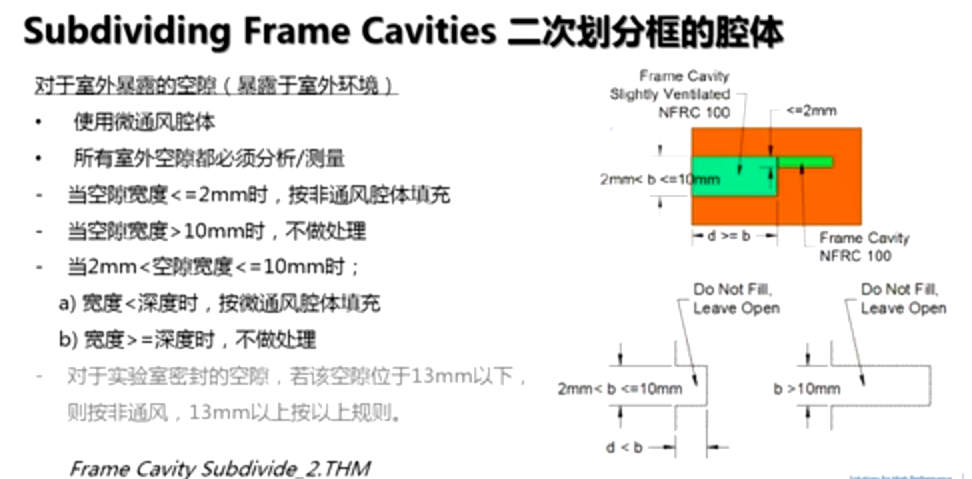 Subdividing Frame Cavities 二次划分框的腔体
对于室外暴露的空隙（暴露于室外环境）
• 使用微通风腔体
• 所有室外空隙都必须分析/测量
- 当空隙宽度<=2mm时，按非通风腔体填充
- 当空隙宽度>10mm时，不做处理
- 当2mm<空隙宽度<=10mm时；
a) 宽度<深度时，按微通风腔体填充
b) 宽度>=深度时，不做处理
- 对于实验室密封的空隙，若该空隙位于13mm以下，
则按非通风，13mm以上按以上规则。
Frame Cavity Subdivide_2.THM
Frame Cavity
Slightly Ventilated
NFRC 100
<=2mm
2mm< b <=10mm
d >= b
Frame Cavity
NFRC 100
Do Not Fill,
Leave Open
2mm< b <=10mm
d < b
Do Not Fill,
Leave Open
b >10mm